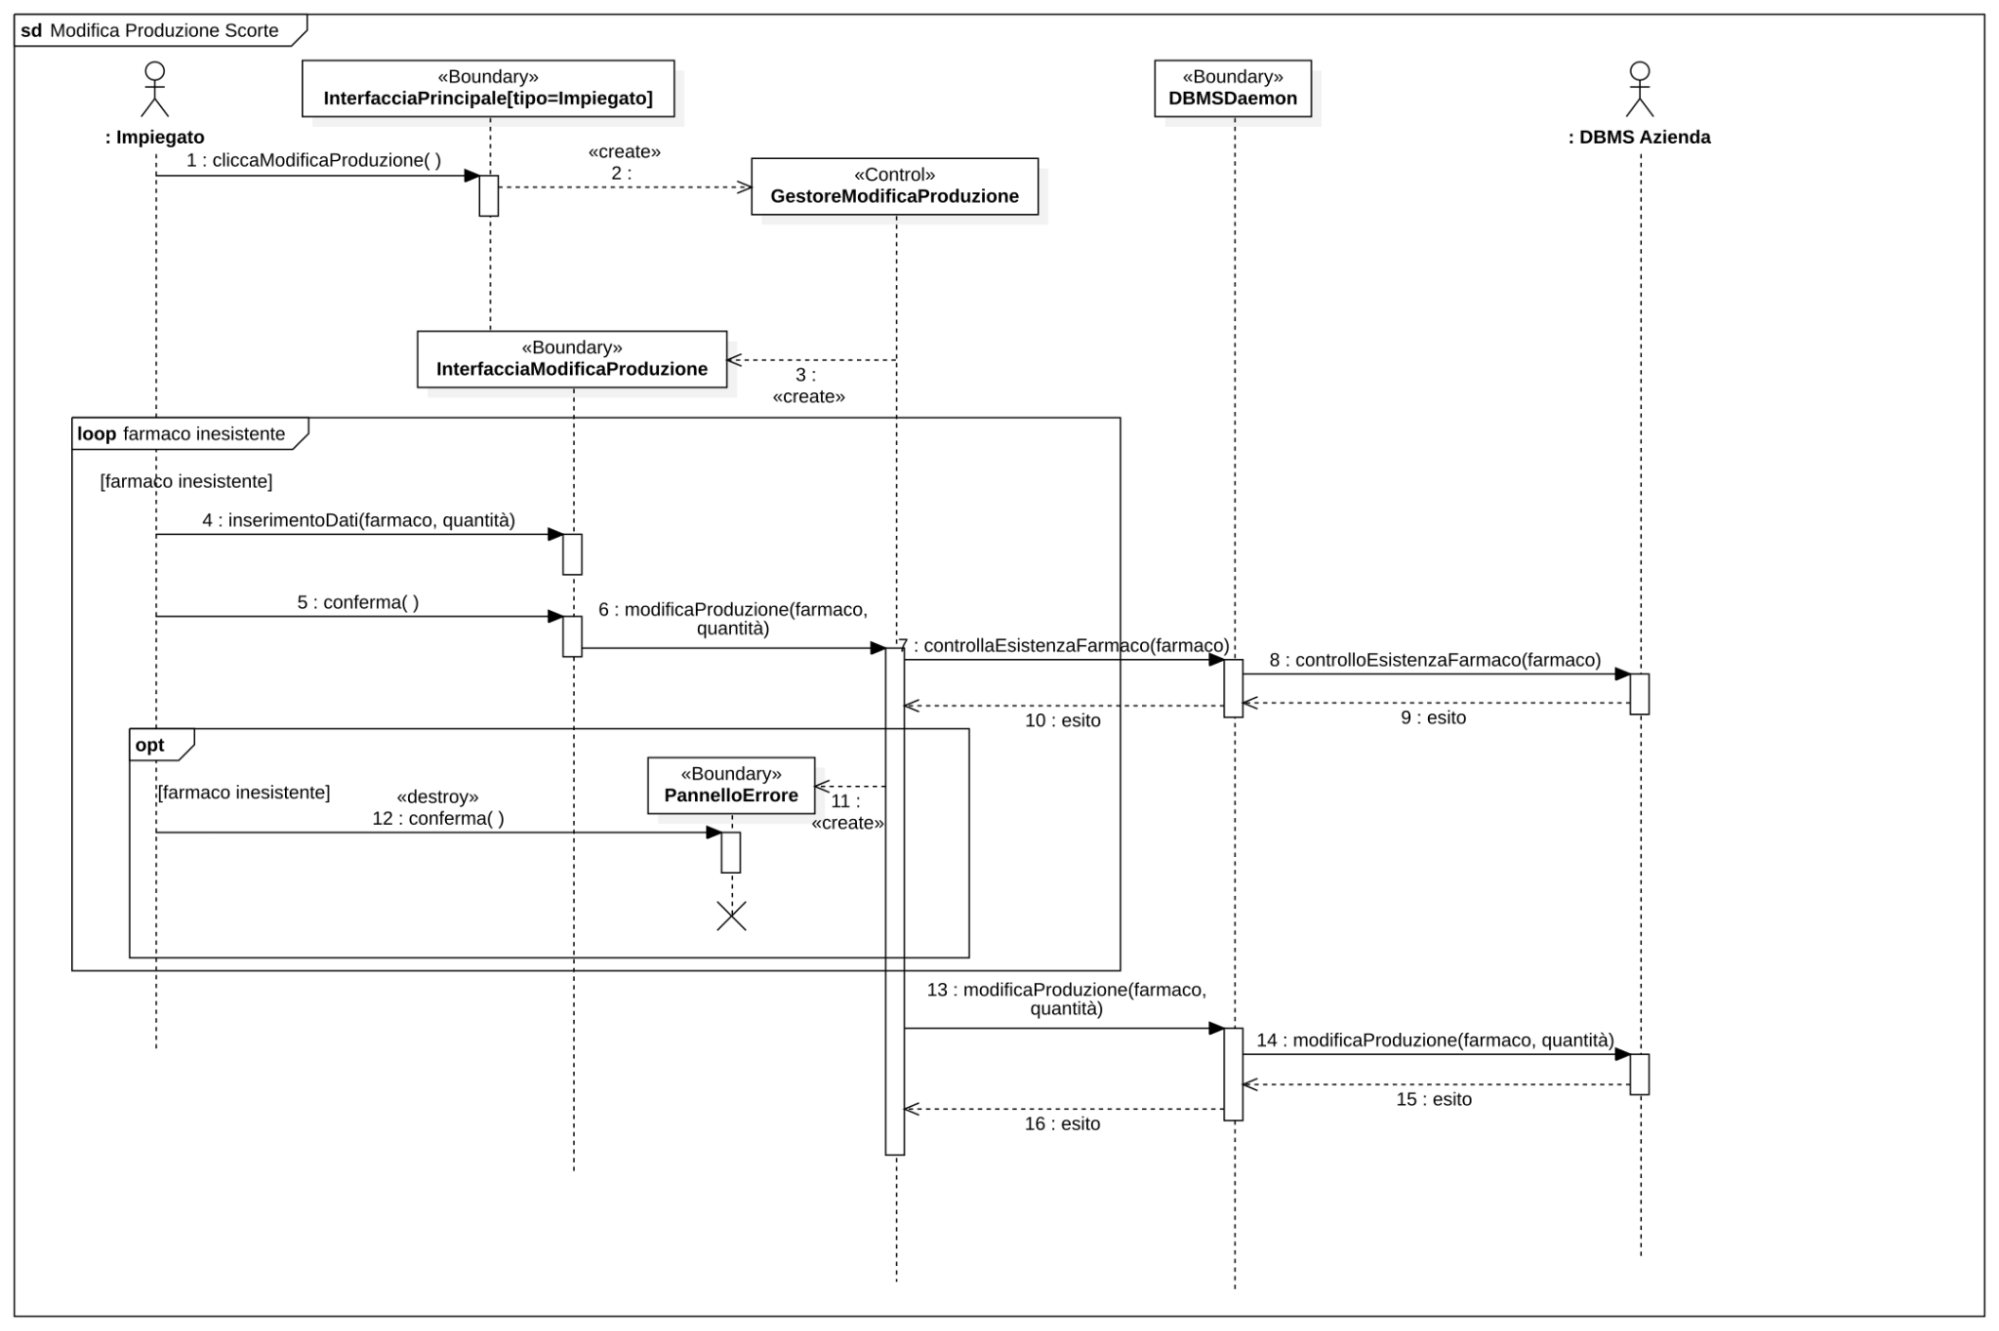 sd Modifica Produzione Scorte
«Boundary»
InterfacciaPrincipale[tipo=Impiegato]
«Boundary»
DBMSDaemon
: Impiegato
: DBMS Azienda
1 : cliccaModificaProduzione( )
«create»
2 :
«Control»
GestoreModificaProduzione
«Boundary»
InterfacciaModificaProduzione
3 :
«create»
loop farmaco inesistente
[farmaco inesistente]
4 : inserimentoDati(farmaco, quantità)
5 : conferma( )
6 : modificaProduzione(farmaco,
quantità)
7 : controllaEsistenzaFarmaco(farmaco)
8 : controlloEsistenzaFarmaco(farmaco)
9 : esito
10 : esito
opt
[farmaco inesistente]
«Boundary»
PannelloErrore
11 :
«create»
«destroy»
12 : conferma( )
13 : modificaProduzione(farmaco,
quantità)
14 : modificaProduzione(farmaco, quantità)
15 : esito
16 : esito